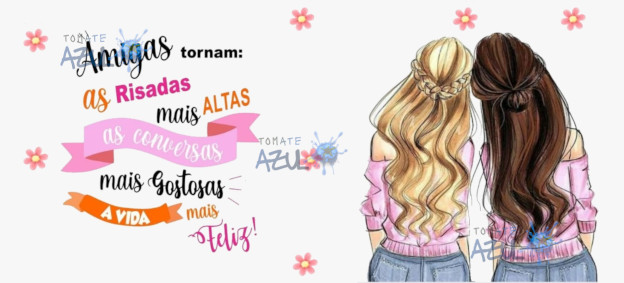 TOMATE
AZUL
Amigas tornam:
as Risadas
mais ALTAS
as conversas
TOMATE
AZUL
mais Gostosas
A VIDA mais
Feliz!
TOMATE
AZUL